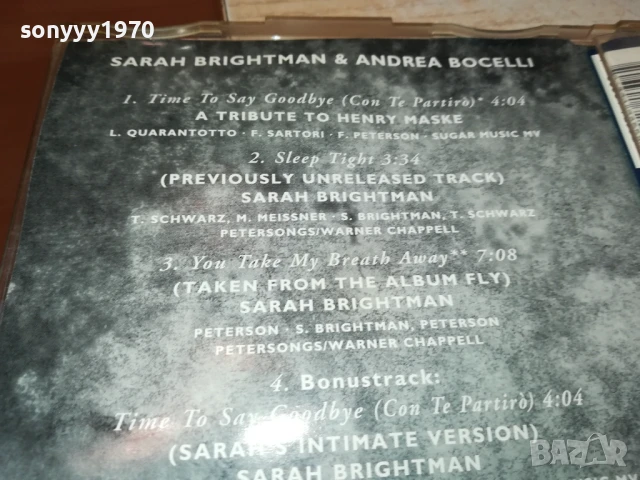 sonyyy1970
SARAH BRIGHTMAN & ANDREA BOCELLI
1. Time To Say Goodbye (Con Te Partirò)* 4:04
A TRIBUTE TO HENRY MASKE
L. QUARANTOTTO · F. SARTORI · F. PETERSON · SUGAR MUSIC MV
2. Sleep Tight 3:34
(PREVIOUSLY UNRELEASED TRACK)
SARAH BRIGHTMAN
T. SCHWARZ, M. MEISSNER · S. BRIGHTMAN, T. SCHWARZ
PETERSONGS/WARNER CHAPPELL
3. You Take My Breath Away** 7:08
(TAKEN FROM THE ALBUM FLY)
SARAH BRIGHTMAN
PETERSON · S. BRIGHTMAN, PETERSON
PETERSONGS/WARNER CHAPPELL
4. Bonustrack:
Time To Say Goodbye (Con Te Partirò) 4:04
(SARAH'S INTIMATE VERSION)
SARAH BRIGHTMAN
BAZAR